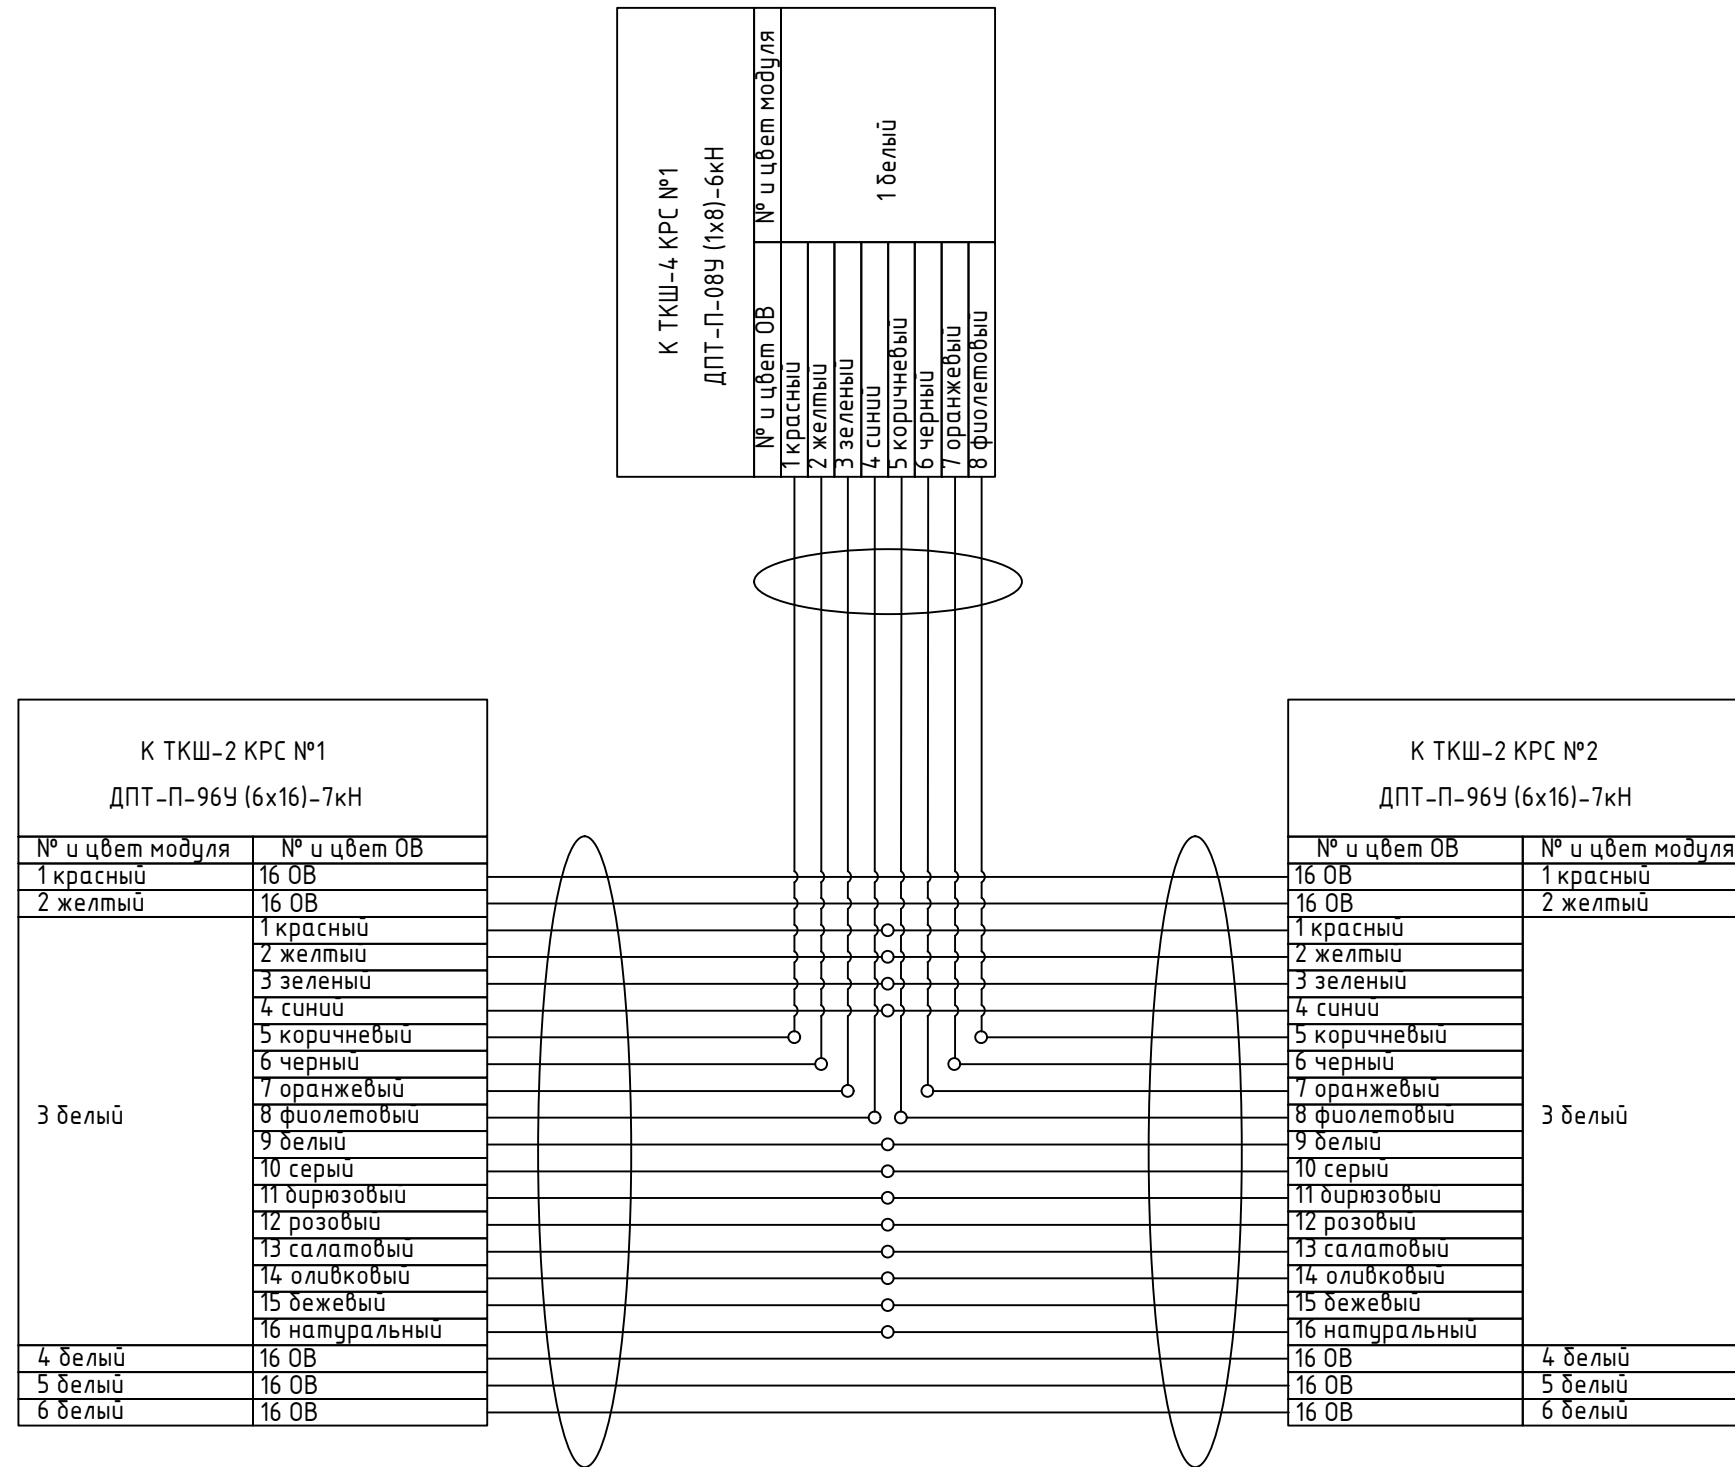 К ТКШ-4 КРС №1
ДПТ-П-08У (1х8)-6кН
№ и цвет модуля
1 белый
№ и цвет ОВ
1 красный
2 желтый
3 зеленый
4 синий
5 коричневый
6 черный
7 оранжевый
8 фиолетовый
К ТКШ-2 КРС №1
ДПТ-П-96У (6х16)-7кН
№ и цвет модуля № и цвет ОВ
1 красный 16 ОВ
2 желтый 16 ОВ
1 красный
2 желтый
3 зеленый
4 синий
5 коричневый
6 черный
7 оранжевый
3 белый 8 фиолетовый
9 белый
10 серый
11 бирюзовый
12 розовый
13 салатовый
14 оливковый
15 бежевый
16 натуральный
4 белый 16 ОВ
5 белый 16 ОВ
6 белый 16 ОВ
К ТКШ-2 КРС №2
ДПТ-П-96У (6х16)-7кН
№ и цвет ОВ № и цвет модуля
16 ОВ 1 красный
16 ОВ 2 желтый
1 красный
2 желтый
3 зеленый
4 синий
5 коричневый
6 черный
7 оранжевый
8 фиолетовый 3 белый
9 белый
10 серый
11 бирюзовый
12 розовый
13 салатовый
14 оливковый
15 бежевый
16 натуральный
16 ОВ 4 белый
16 ОВ 5 белый
16 ОВ 6 белый